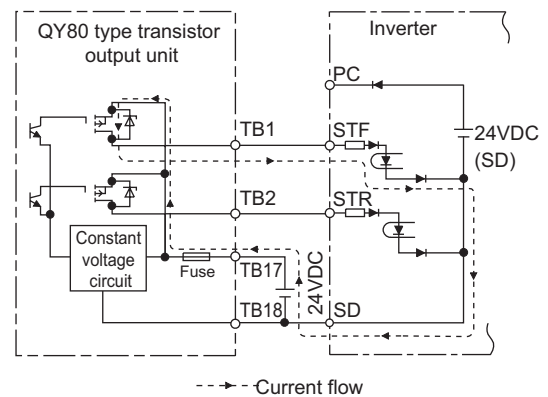 QY80 type transistor
output unit
Inverter
PC
TB1
STF
24VDC
(SD)
TB2
STR
Constant
voltage
circuit
Fuse
TB17
24VDC
TB18
SD
Current flow